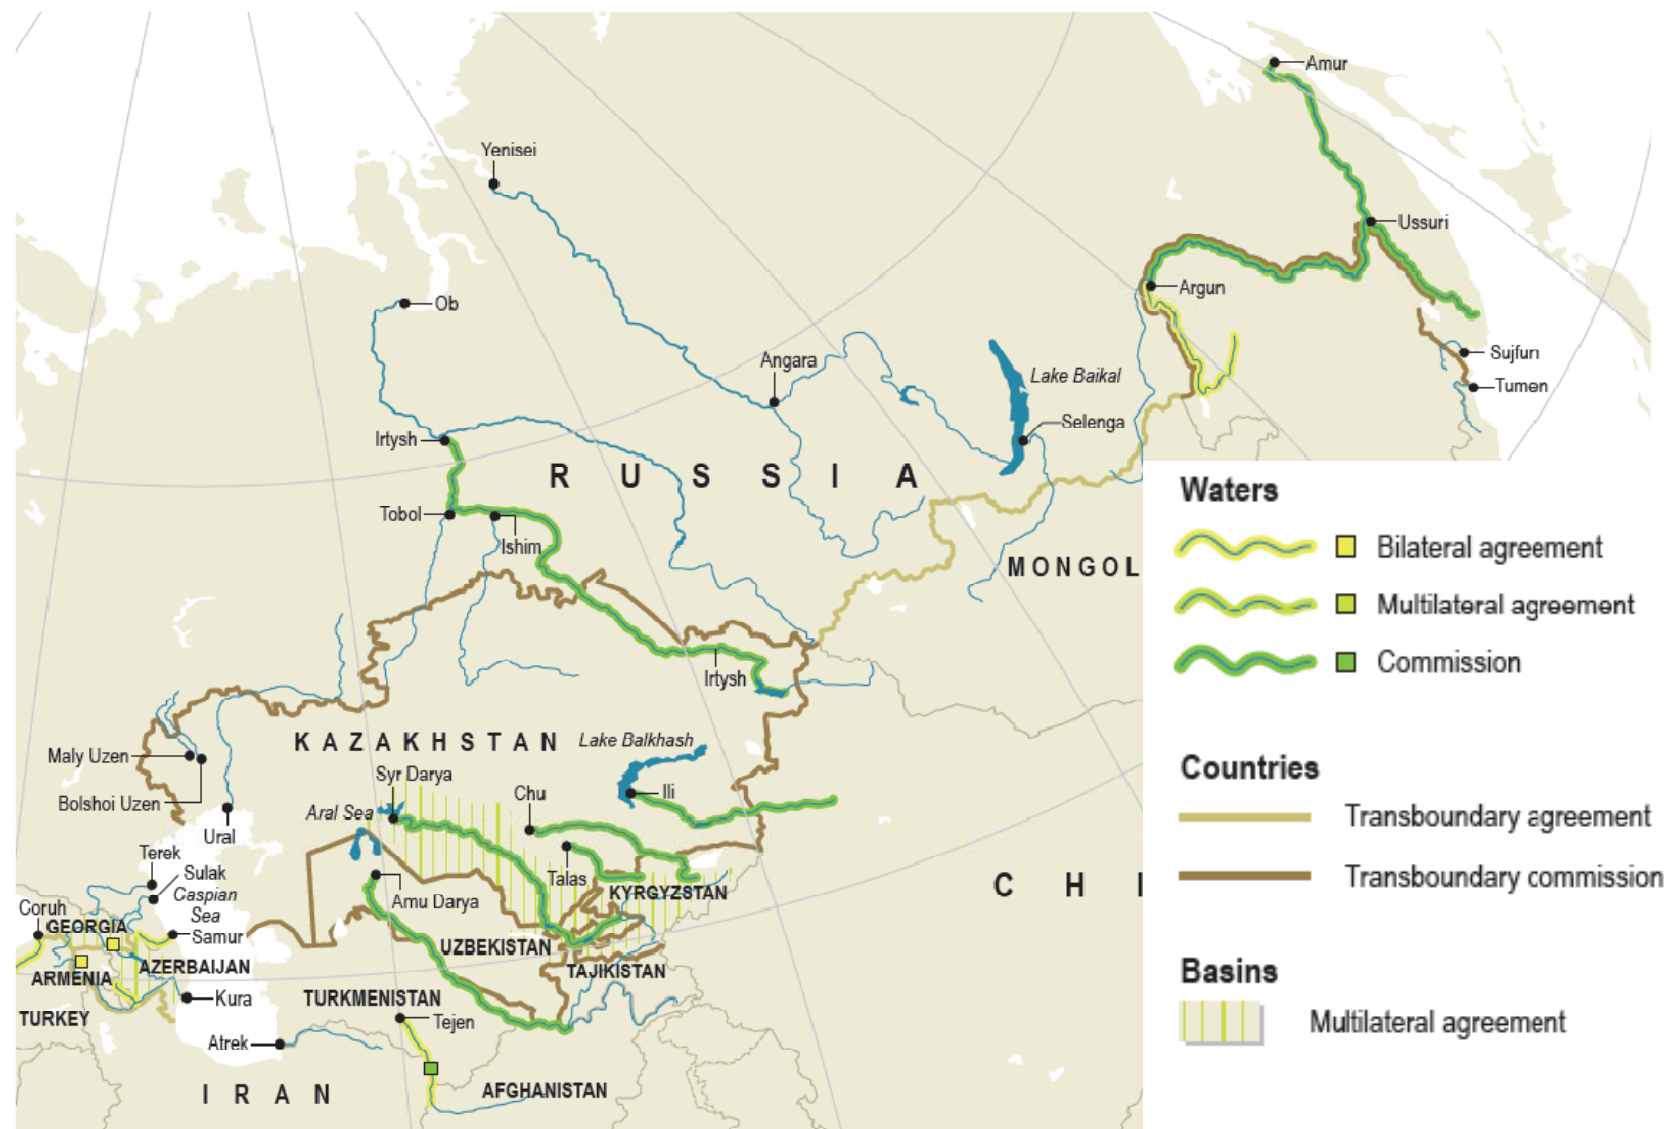 Amur
Yenisei
Ussuri
Argun
Ob
Angara
Lake Baikal
Sujfun
Tumen
Selenga
Irtysh
R U S S I A
Tobol
Ishim
MONGOL
Irtysh
KAZAKHSTAN
Lake Balkhash
Maly Uzen
Syr Darya
Bolshoi Uzen
Chu
Ili
Aral Sea
Ural
Terek
Sulak
Talas
Caspian
Sea
KYRGYZSTAN
C H I
Amu Darya
Coruh
GEORGIA
Samur
UZBEKISTAN
AZERBAIJAN
TAJIKISTAN
ARMENIA
Kura
TURKMENISTAN
TURKEY
Tejen
Atrek
I R A N
AFGHANISTAN
Waters
Bilateral agreement
Multilateral agreement
Commission
Countries
Transboundary agreement
Transboundary commission
Basins
Multilateral agreement